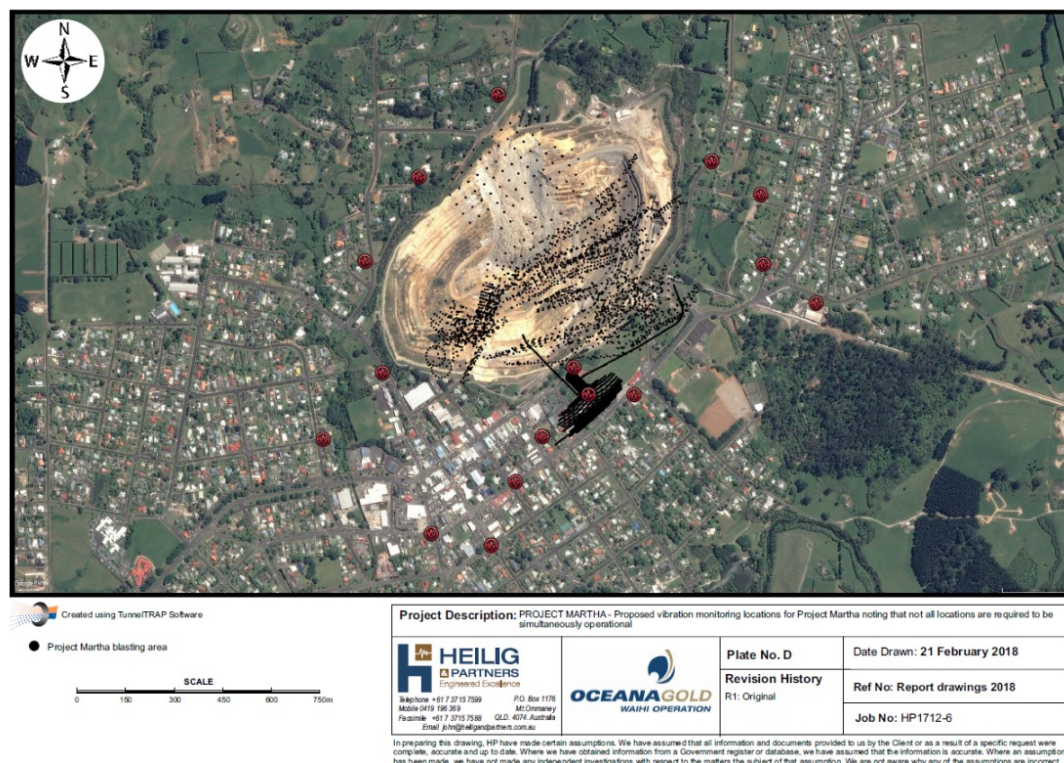 N
W E
S
Google Earth
Created using TunnelTRAP Software
Project Martha blasting area
SCALE
0 150 300 450 600 750m
Project Description: PROJECT MARTHA - Proposed vibration monitoring locations for Project Martha noting that not all locations are required to be
simultaneously operational
HEILIG
& PARTNERS
Engineered Excellence
Telephone +61 7 3715 7599 P.O. Box 1176
Mobile 0419 196 369 Mt.Ommaney
Facsimile +61 7 3715 7588 QLD. 4074. Australia
Email john@heiligandpartners.com.au
OCEANAGOLD
WAIHI OPERATION
Plate No. D
Revision History
R1: Original
Date Drawn: 21 February 2018
Ref No: Report drawings 2018
Job No: HP1712-6
In preparing this drawing, HP have made certain assumptions. We have assumed that all information and documents provided to us by the Client or as a result of a specific request were
complete, accurate and up to date. Where we have obtained information from a Government register or database, we have assumed that the information is accurate. Where an assumption
has been made, we have not made any independent investigations with respect to the matters the subject of that assumption. We are not aware why any of the assumptions are incorrect.